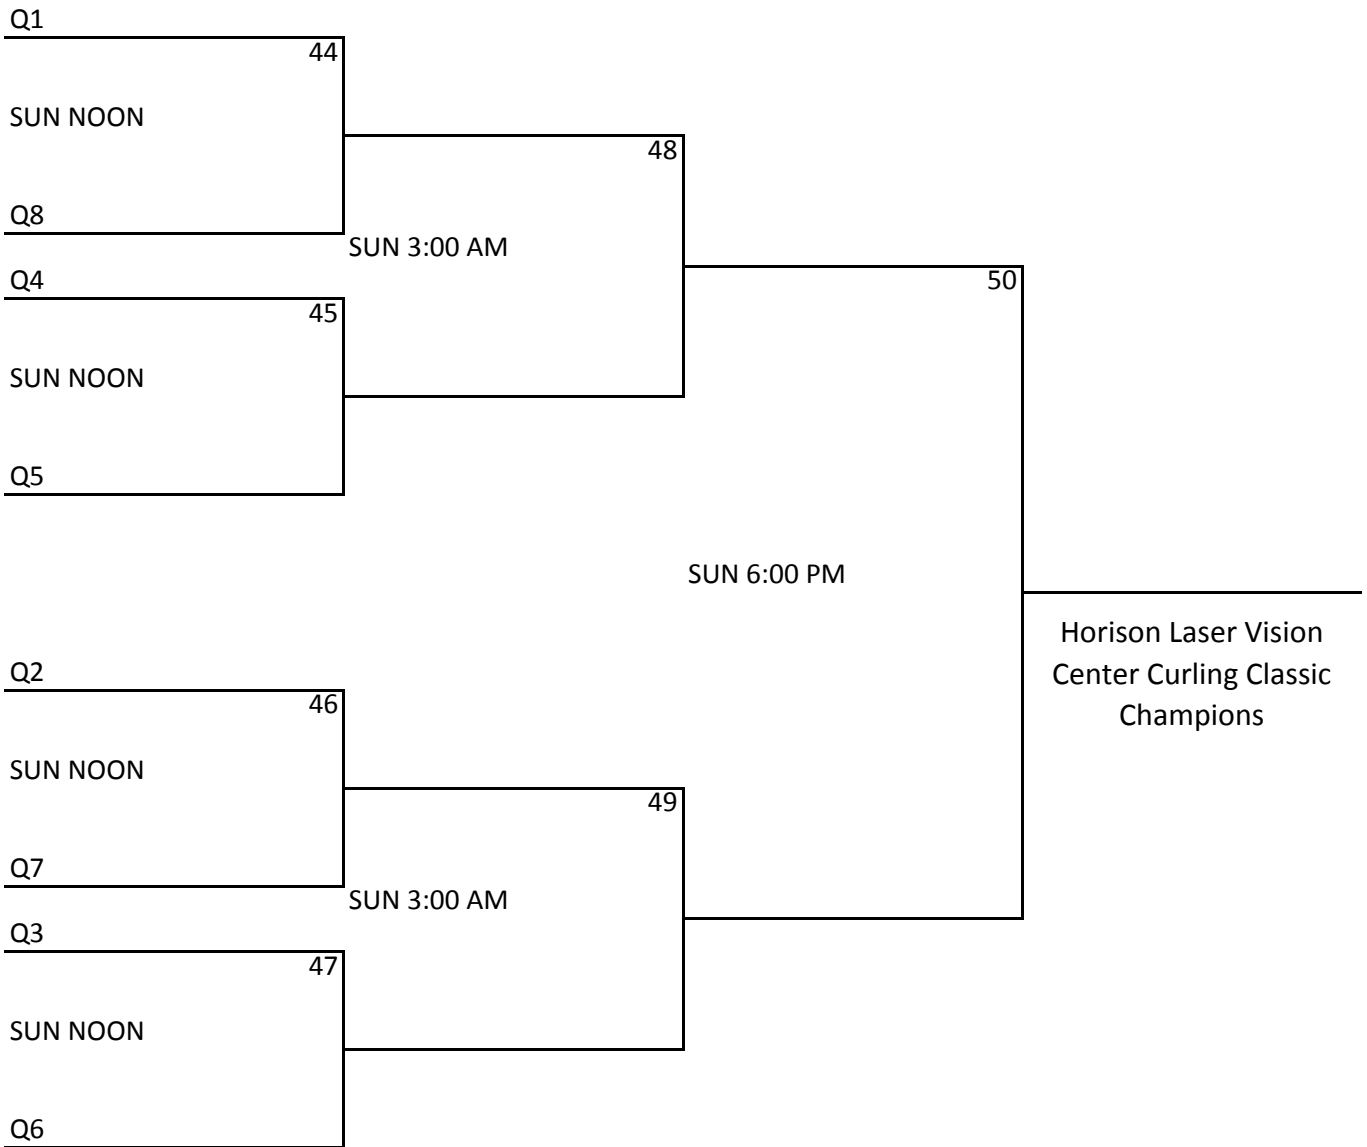 Q1
44
SUN NOON
48
Q8
SUN 3:00 AM
Q4
50
45
SUN NOON
Q5
SUN 6:00 PM
Horison Laser Vision
Center Curling Classic
Champions
Q2
46
SUN NOON
49
Q7
SUN 3:00 AM
Q3
47
SUN NOON
Q6